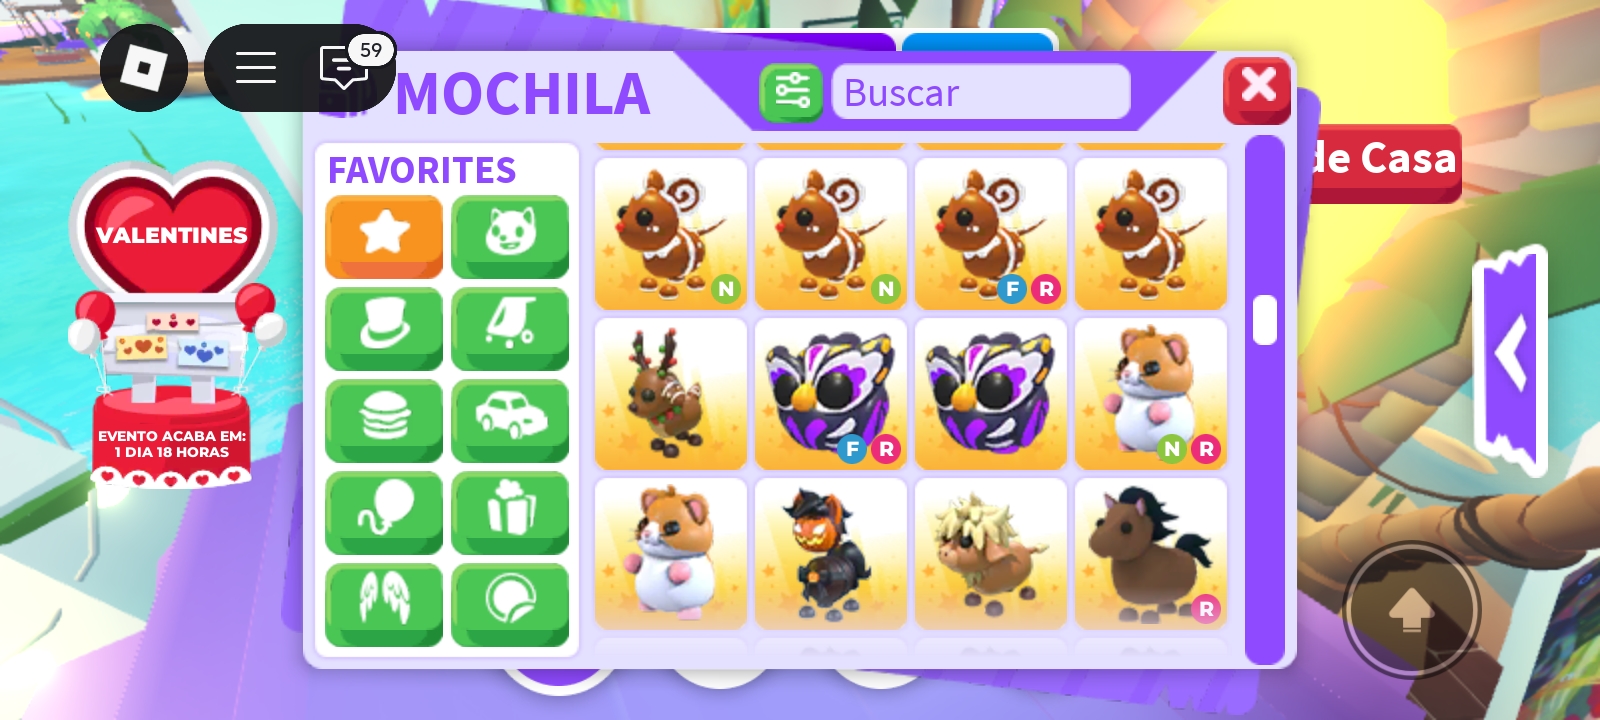 59
MOCHILA
Buscar
de Casa
FAVORITES
VALENTINES
EVENTO ACABA EM:
1 DIA 18 HORAS
N
N
F R
F R
N R
R